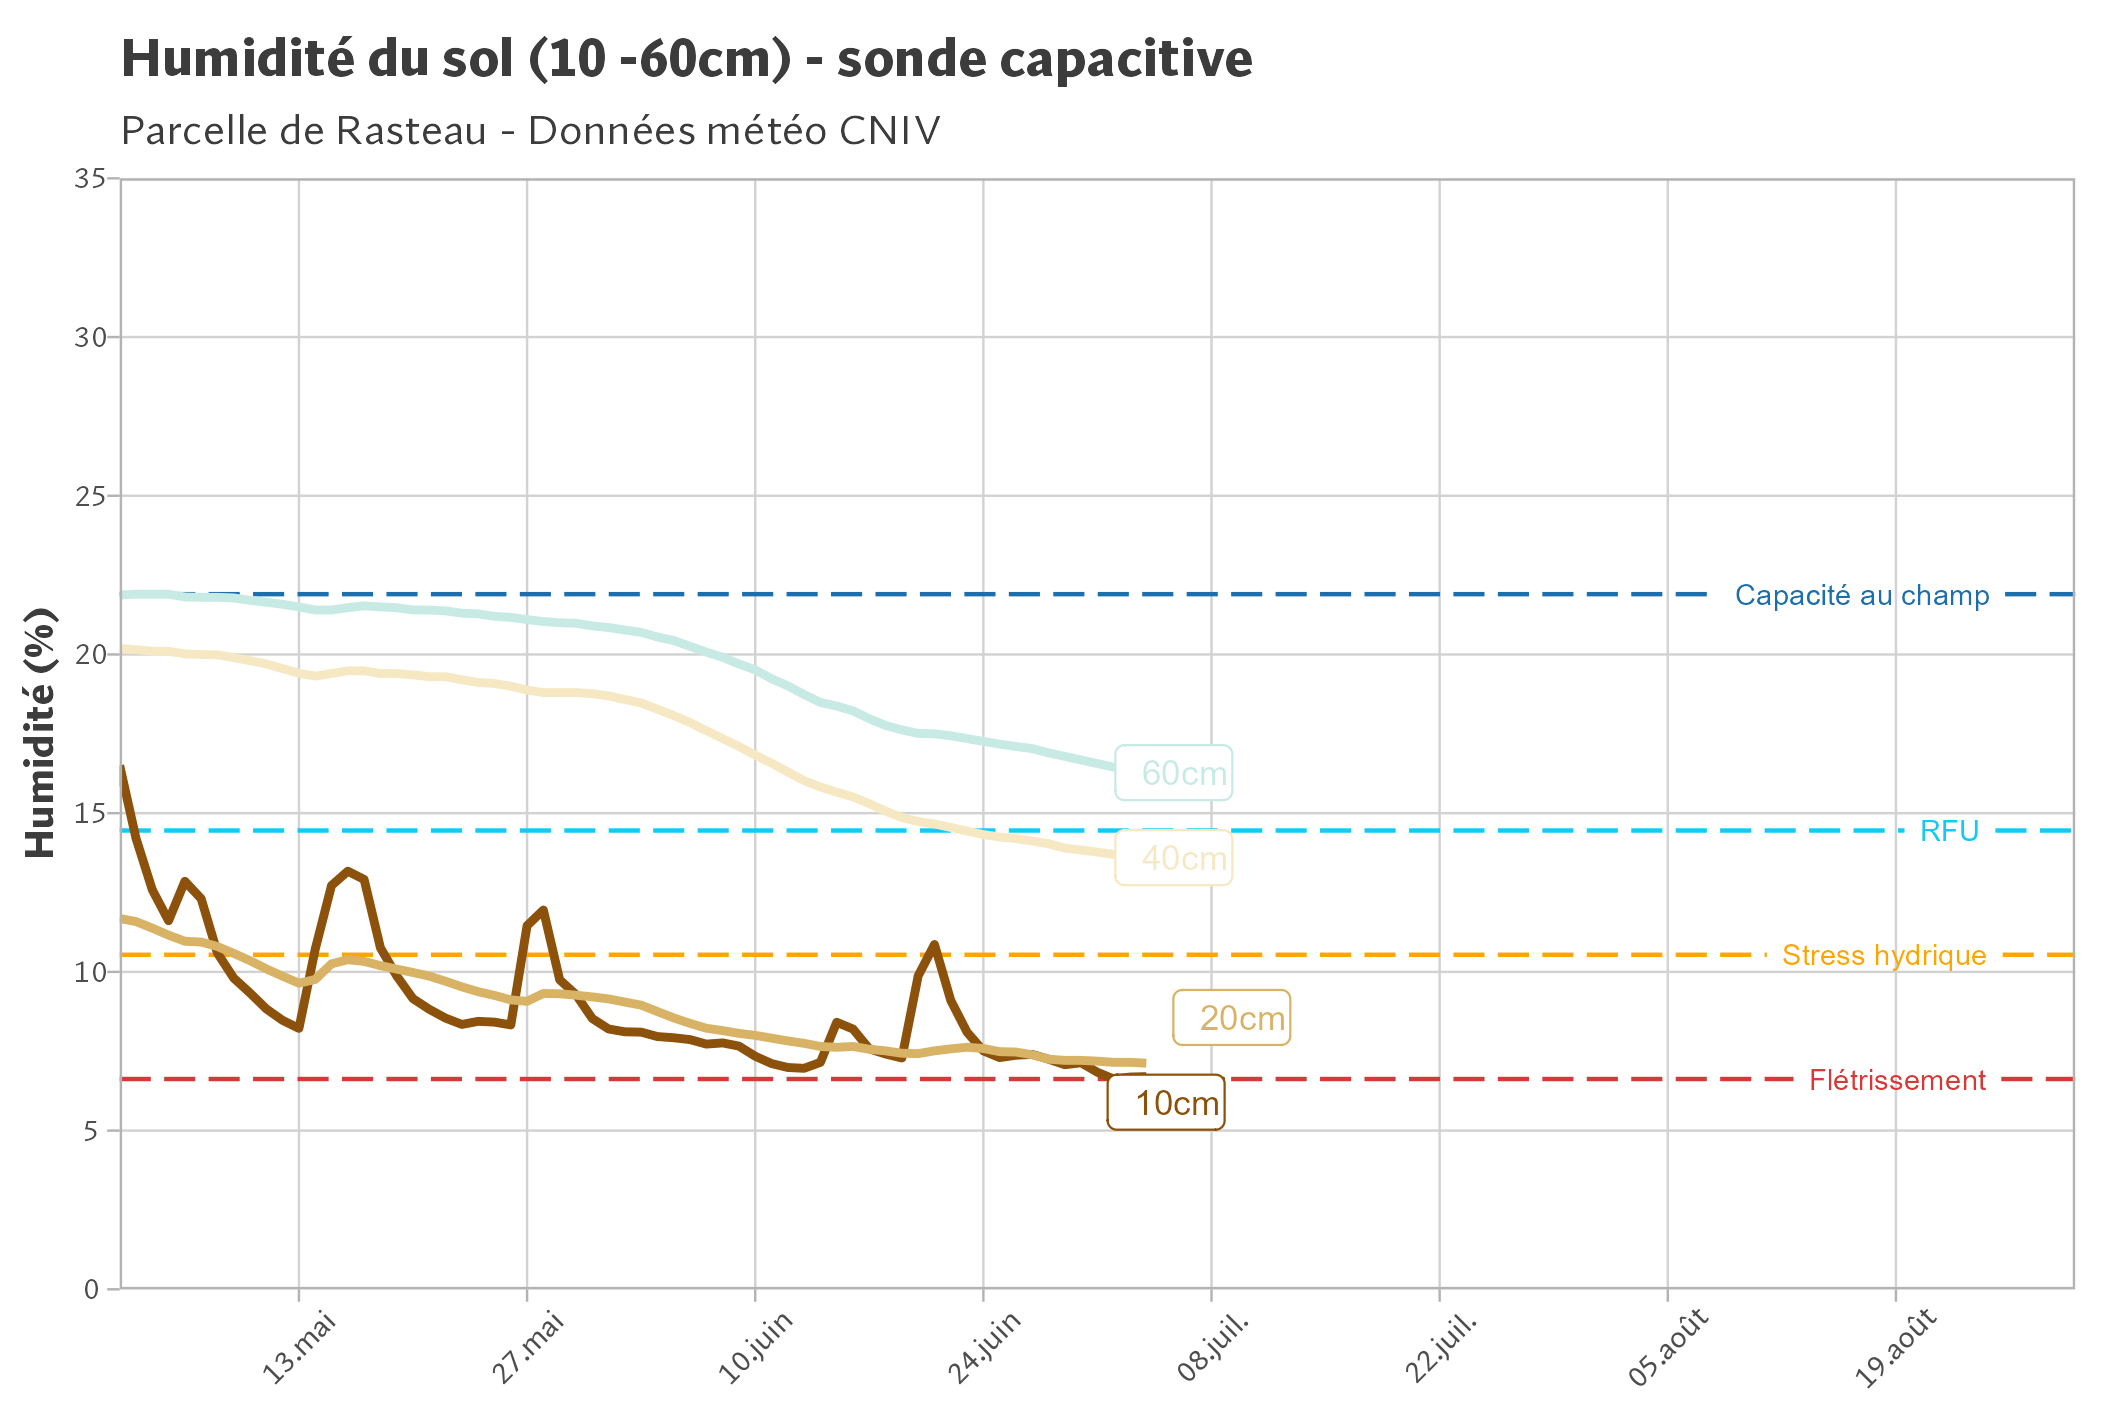 Humidité du sol (10 -60cm) - sonde capacitive
Parcelle de Rasteau - Données météo CNIV
Humidité (%)
35
30
25
20
15
10
5
0
Capacité au champ
60cm
RFU
40cm
Stress hydrique
20cm
Flétrissement
10cm
13.mai
27.mai
10.juin
24.juin
08.juil.
22.juil.
05.août
19.août